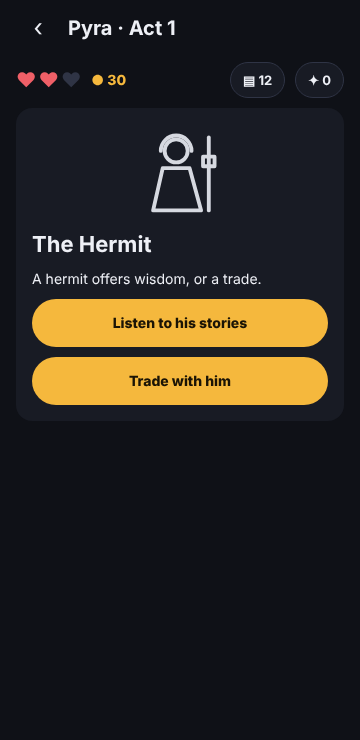 Pyra · Act 1
30
12
0
The Hermit
A hermit offers wisdom, or a trade.
Listen to his stories
Trade with him